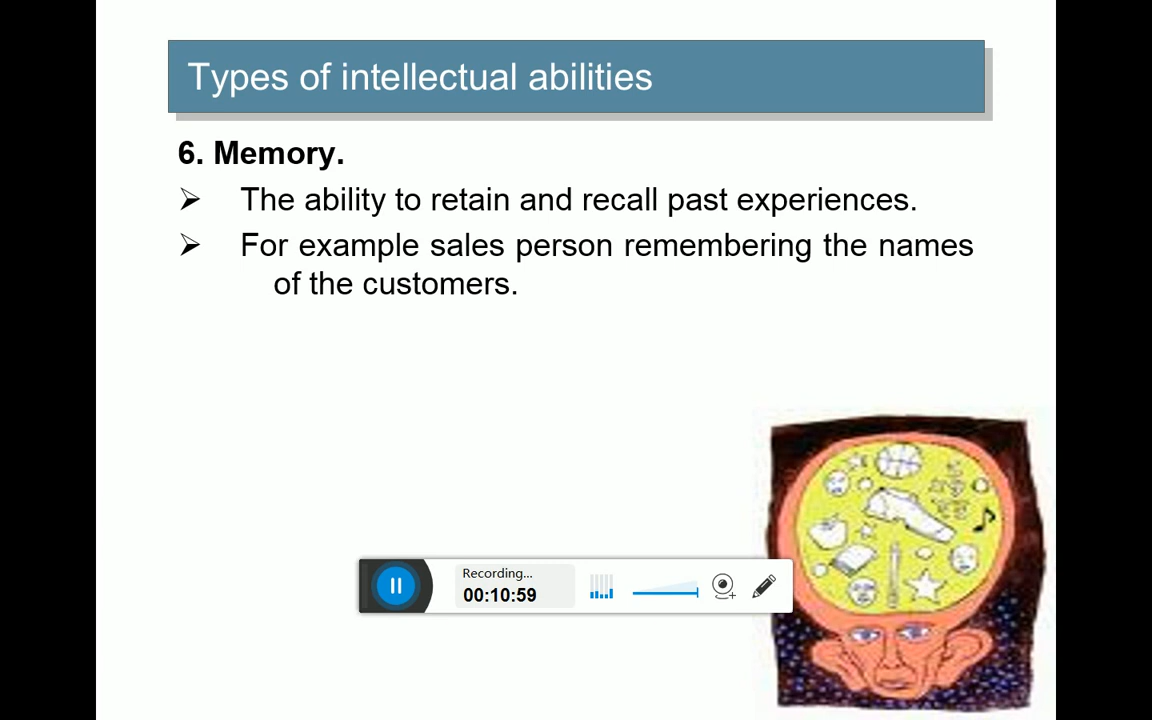 Types of intellectual abilities
6. Memory.
➢ The ability to retain and recall past experiences.
➢ For example sales person remembering the names
of the customers.
Recording...
00:10:59